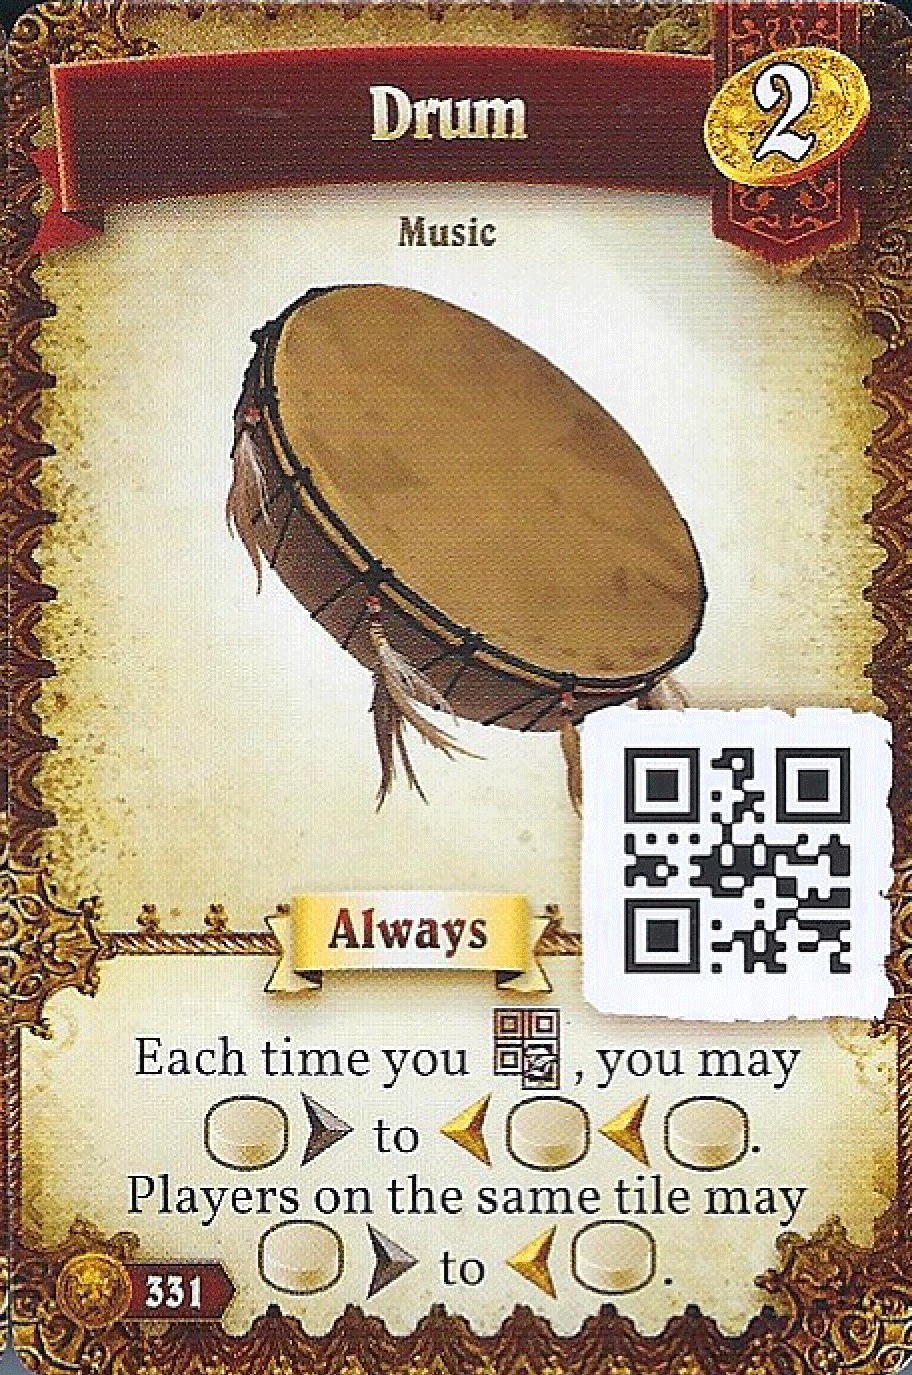 Drum
2
Music
Always
Each time you , you may
to .
Players on the same tile may
to .
331